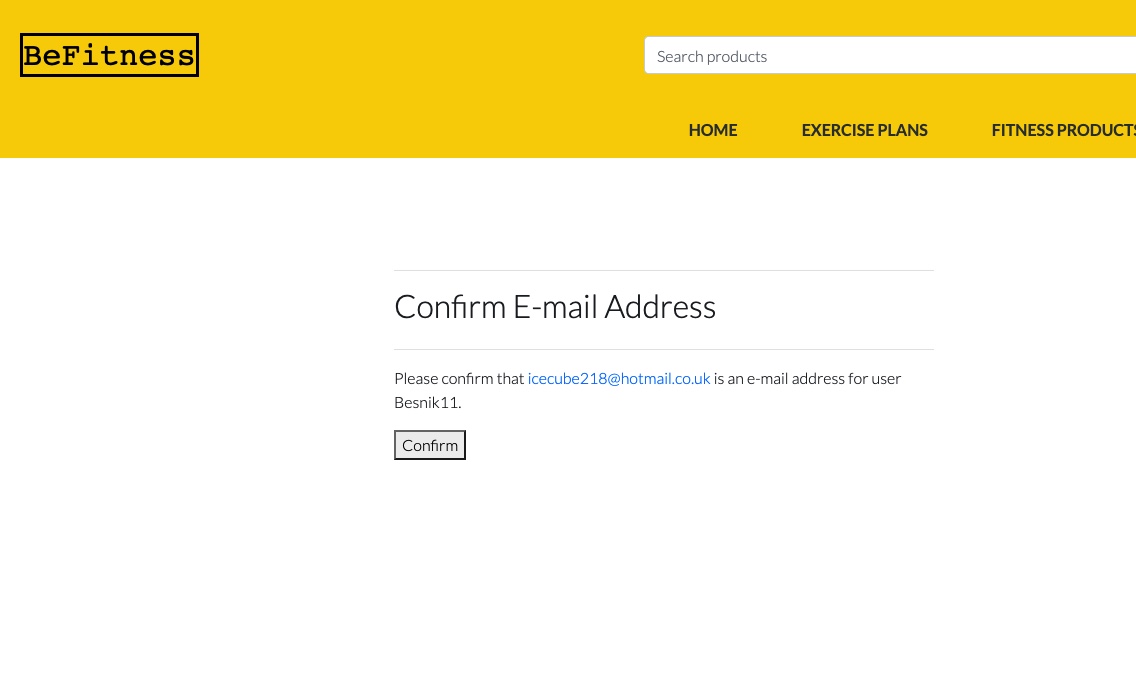 BeFitness
Search products
HOME EXERCISE PLANS FITNESS PRODUCTS
Confirm E-mail Address
Please confirm that icecube218@hotmail.co.uk is an e-mail address for user
Besnik11.
Confirm